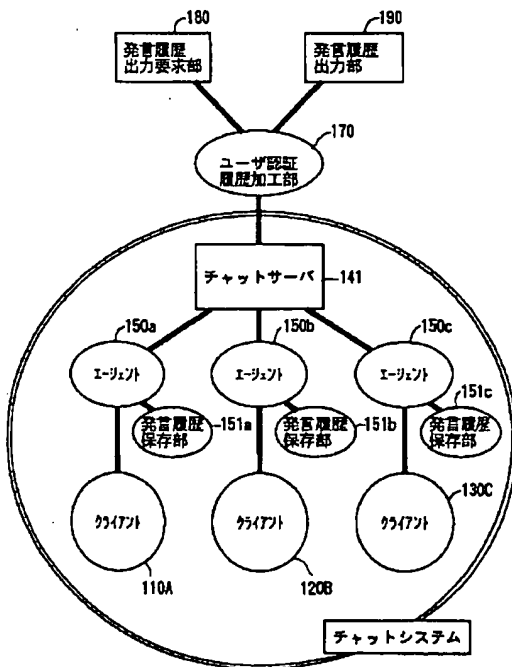 180
190
発言履歴
出力要求部
発言履歴
出力部
170
ユーザ認証
履歴加工部
チャットサーバ
141
150a
150b
150c
エージェント
エージェント
エージェント
発言履歴
保存部
151a
発言履歴
保存部
151b
発言履歴
保存部
151c
クライアント
クライアント
クライアント
130C
110A
120B
チャットシステム